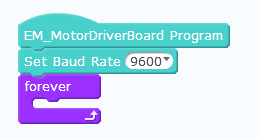 EM_MotorDriverBoard Program
Set Baud Rate 9600
forever